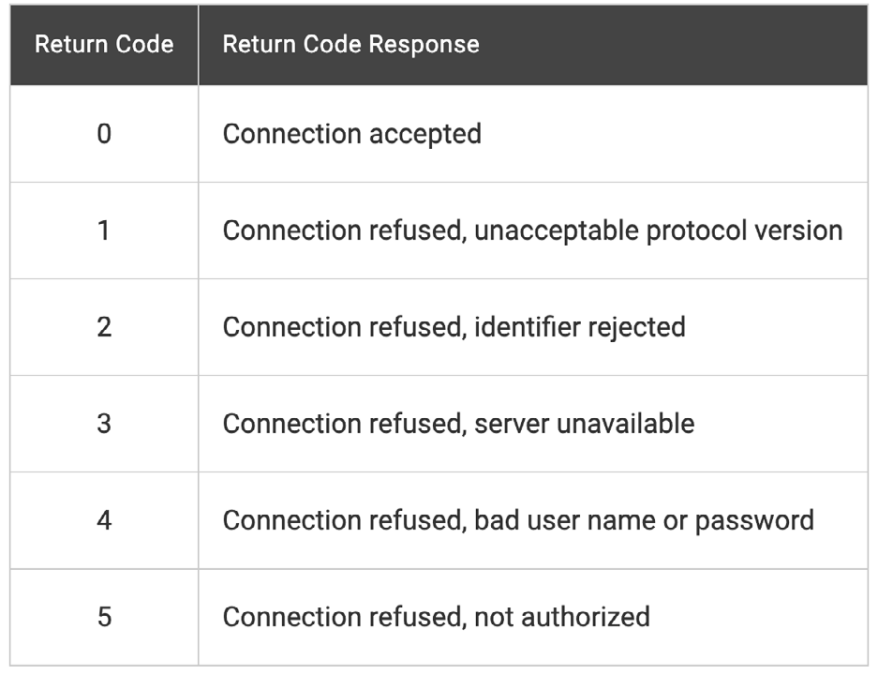 Return Code Return Code Response
0 Connection accepted
1 Connection refused, unacceptable protocol version
2 Connection refused, identifier rejected
3 Connection refused, server unavailable
4 Connection refused, bad user name or password
5 Connection refused, not authorized